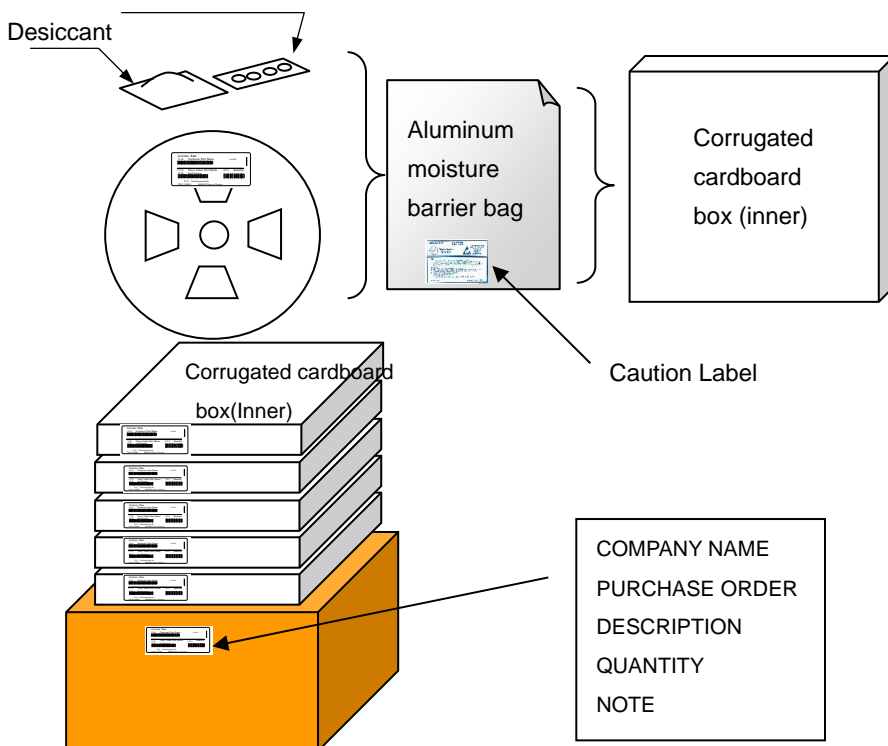 Desiccant
Aluminum
moisture
barrier bag
Corrugated
cardboard
box (inner)
Caution Label
Corrugated cardboard
box(Inner)
COMPANY NAME
PURCHASE ORDER
DESCRIPTION
QUANTITY
NOTE